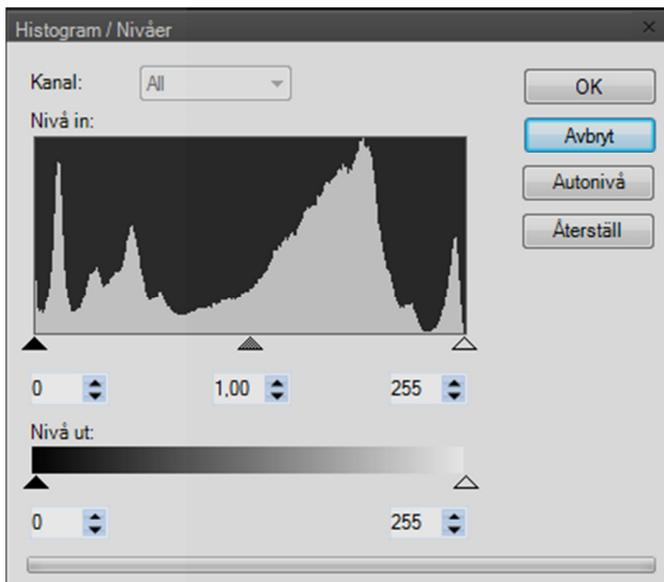 Histogram / Nivåer
Kanal: All
OK
Nivå in:
Avbryt
Autonivå
Återställ
0 1,00 255
Nivå ut:
0 255